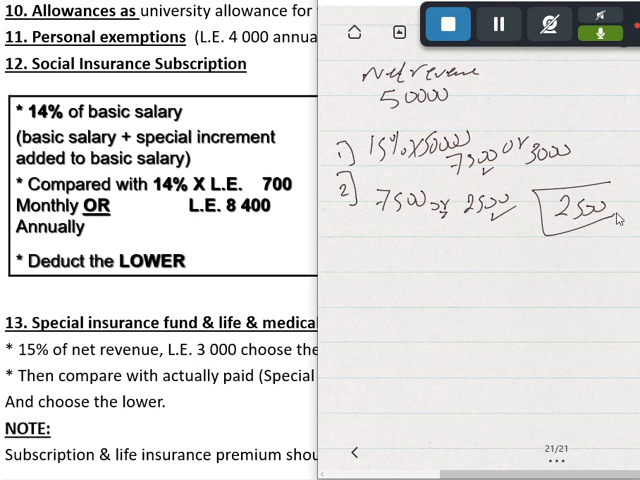 10. Allowances as university allowance for
11. Personal exemptions (L.E. 4 000 annua
12. Social Insurance Subscription
* 14% of basic salary
(basic salary + special increment
added to basic salary)
* Compared with 14% X L.E. 700
Monthly OR L.E. 8 400
Annually
* Deduct the LOWER
13. Special insurance fund & life & medical
* 15% of net revenue, L.E. 3 000 choose the
* Then compare with actually paid (Special
And choose the lower.
NOTE:
Subscription & life insurance premium shou
Net revenue
50000
1) 15% X 50000
7500 or 3000
2) 7500 or 2500 2500
21/21